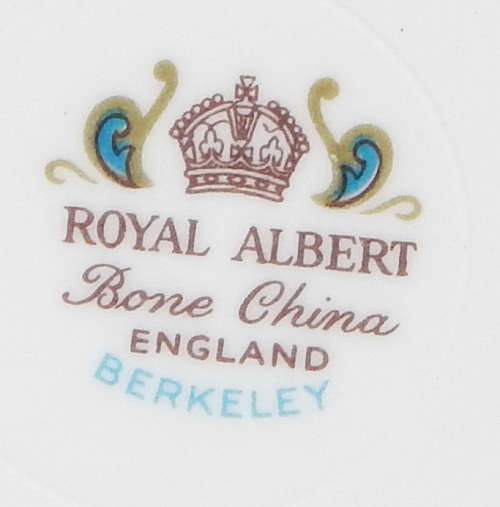 ROYAL ALBERT
Bone China
ENGLAND
BERKELEY